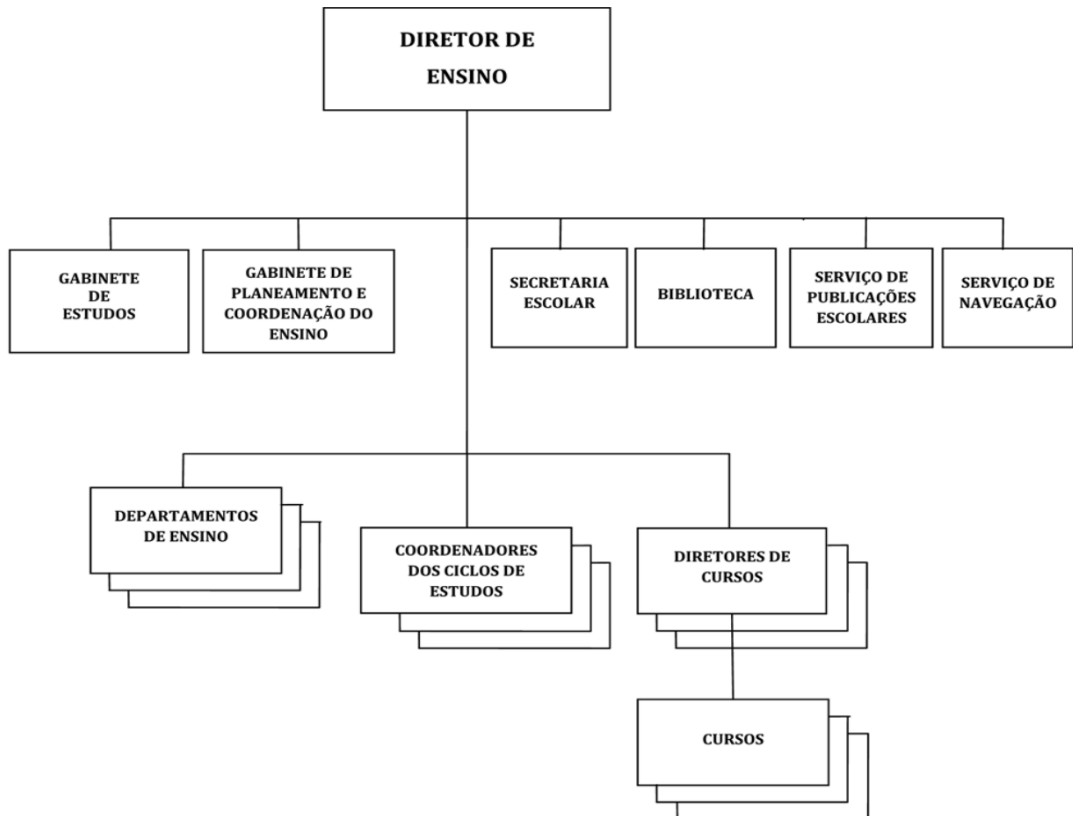 DIRETOR DE
ENSINO
GABINETE
DE
ESTUDOS
GABINETE DE
PLANEAMENTO E
COORDENAÇÃO DO
ENSINO
SECRETARIA
ESCOLAR
BIBLIOTECA
SERVIÇO DE
PUBLICAÇÕES
ESCOLARES
SERVIÇO DE
NAVEGAÇÃO
DEPARTAMENTOS
DE ENSINO
COORDENADORES
DOS CICLOS DE
ESTUDOS
DIRETORES DE
CURSOS
CURSOS